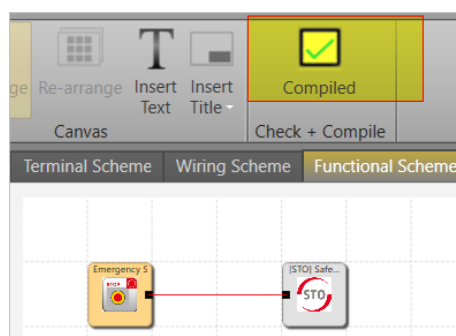 ge
Re-arrange
Insert
Text
Insert
Title
Compiled
Canvas
Check + Compile
Terminal Scheme
Wiring Scheme
Functional Scheme
Emergency S
[STO] Safe...
STOP
STO